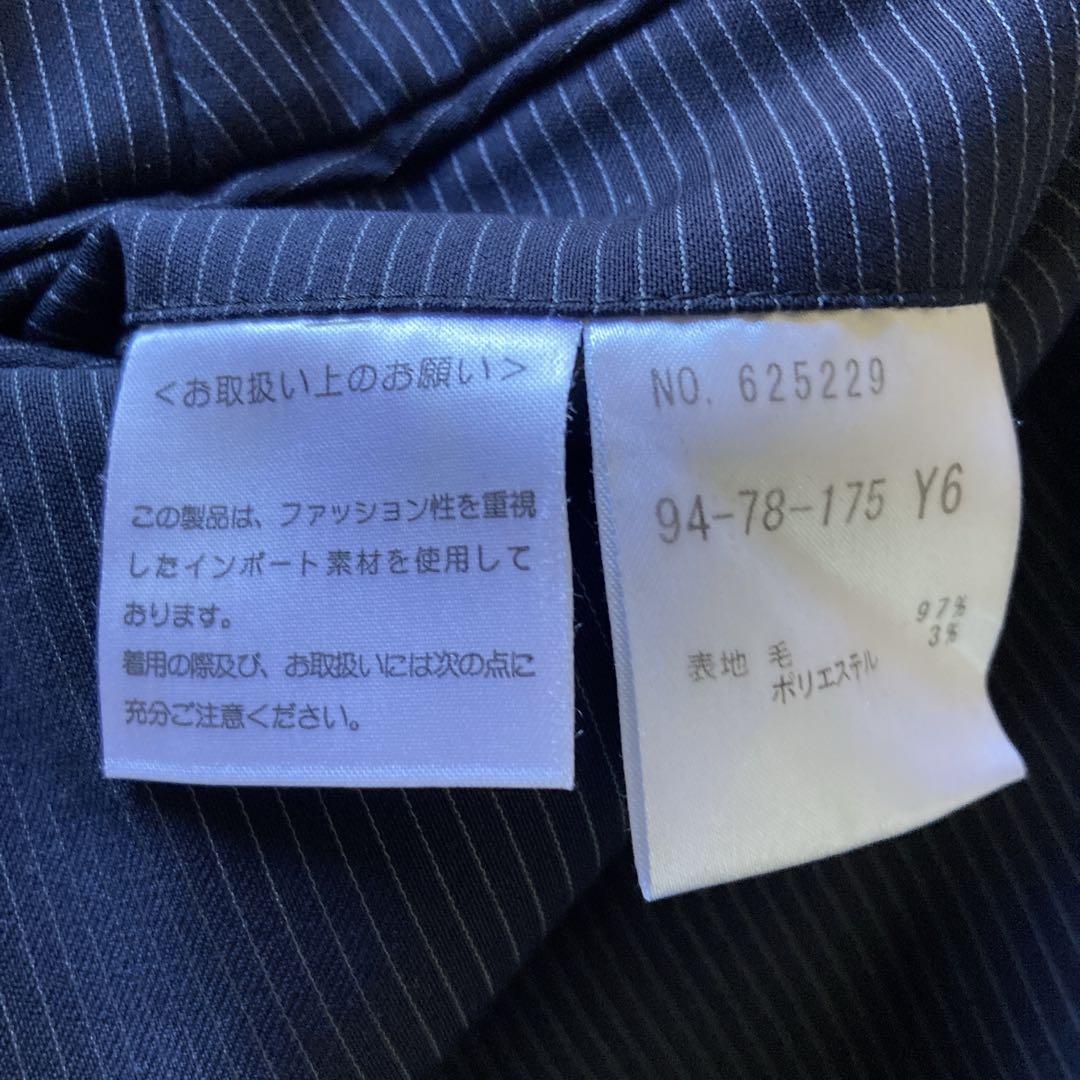 <お取扱い上のお願い>
この製品は、ファッション性を重視
したインポート素材を使用して
おります。
着用の際及び、お取扱いには次の点に
充分ご注意ください。
NO. 625229
94-78-175 Y6
表地 毛 97%
ポリエステル 3%